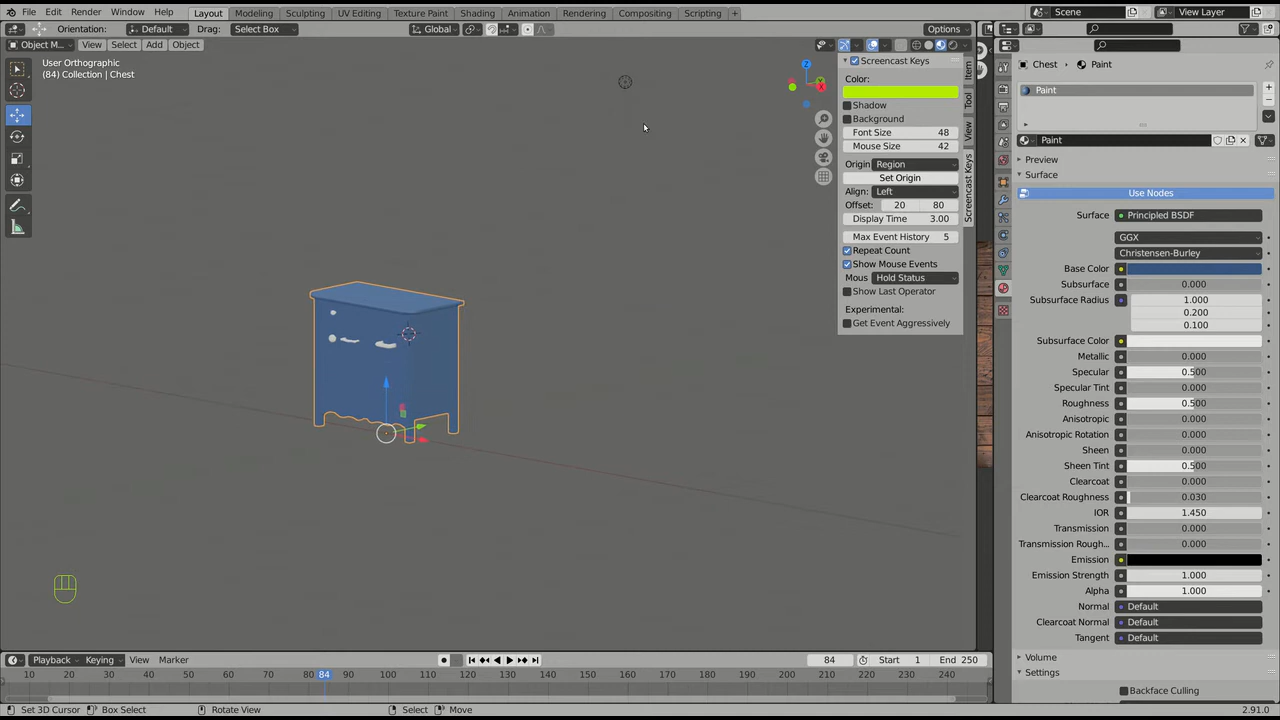 File Edit Render Window Help Layout Modeling Sculpting UV Editing Texture Paint Shading Animation Rendering Compositing Scripting + Scene View Layer
Orientation: Default Drag: Select Box Global Options
Object M... View Select Add Object
User Orthographic
(84) Collection | Chest
Z
Y
X
Screencast Keys
Color:
Shadow
Background
Font Size 48
Mouse Size 42
Origin Region
Set Origin
Align: Left
Offset: 20 80
Display Time 3.00
Max Event History 5
Repeat Count
Show Mouse Events
Mous Hold Status
Show Last Operator
Experimental:
Get Event Aggressively
Item
Tool
View
Screencast Keys
Chest Paint
Paint
Paint
Preview
Surface
Use Nodes
Surface Principled BSDF
GGX
Christensen-Burley
Base Color
Subsurface 0.000
Subsurface Radius 1.000
0.200
0.100
Subsurface Color
Metallic 0.000
Specular 0.500
Specular Tint 0.000
Roughness 0.500
Anisotropic 0.000
Anisotropic Rotation 0.000
Sheen 0.000
Sheen Tint 0.500
Clearcoat 0.000
Clearcoat Roughness 0.030
IOR 1.450
Transmission 0.000
Transmission Rough... 0.000
Emission
Emission Strength 1.000
Alpha 1.000
Normal Default
Clearcoat Normal Default
Tangent Default
Volume
Settings
Backface Culling
Playback Keying View Marker 84 Start 1 End 250
10 20 30 40 50 60 70 80 84 90 100 110 120 130 140 150 160 170 180 190 200 210 220 230 240
Set 3D Cursor Box Select Rotate View Select Move 2.91.0